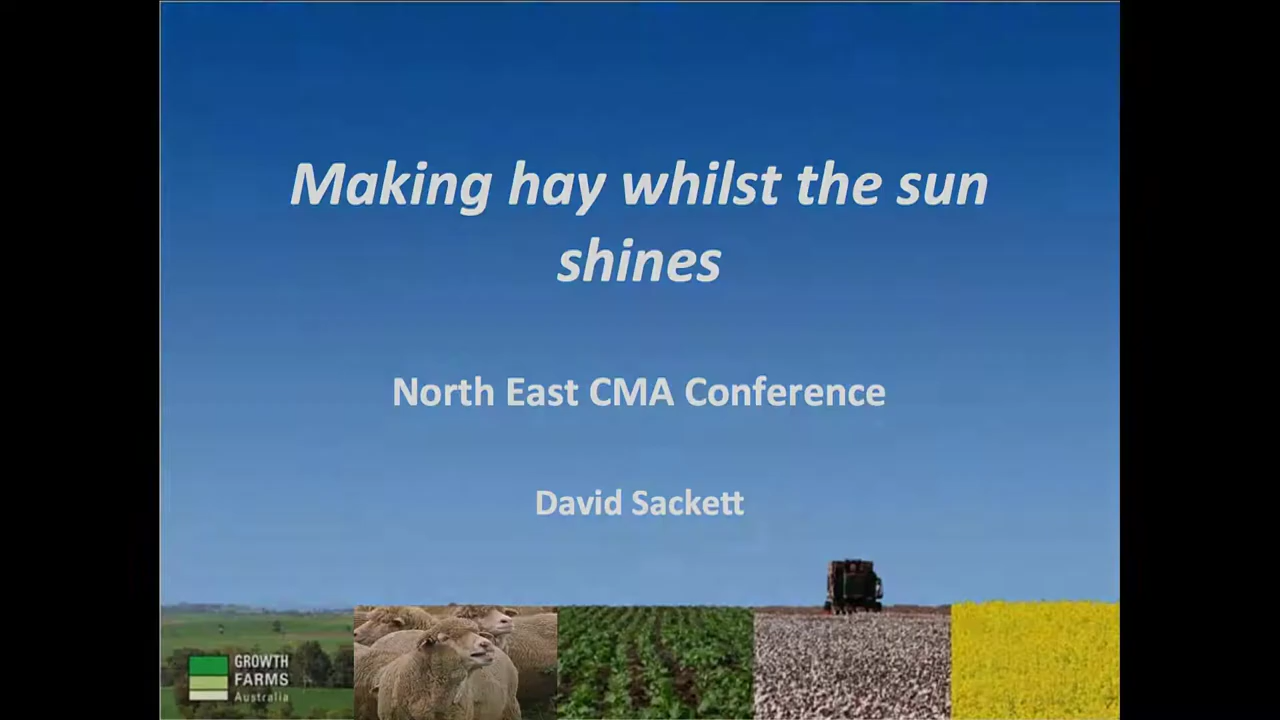 Making hay whilst the sun
shines
North East CMA Conference
David Sackett
GROWTH
FARMS
Australia